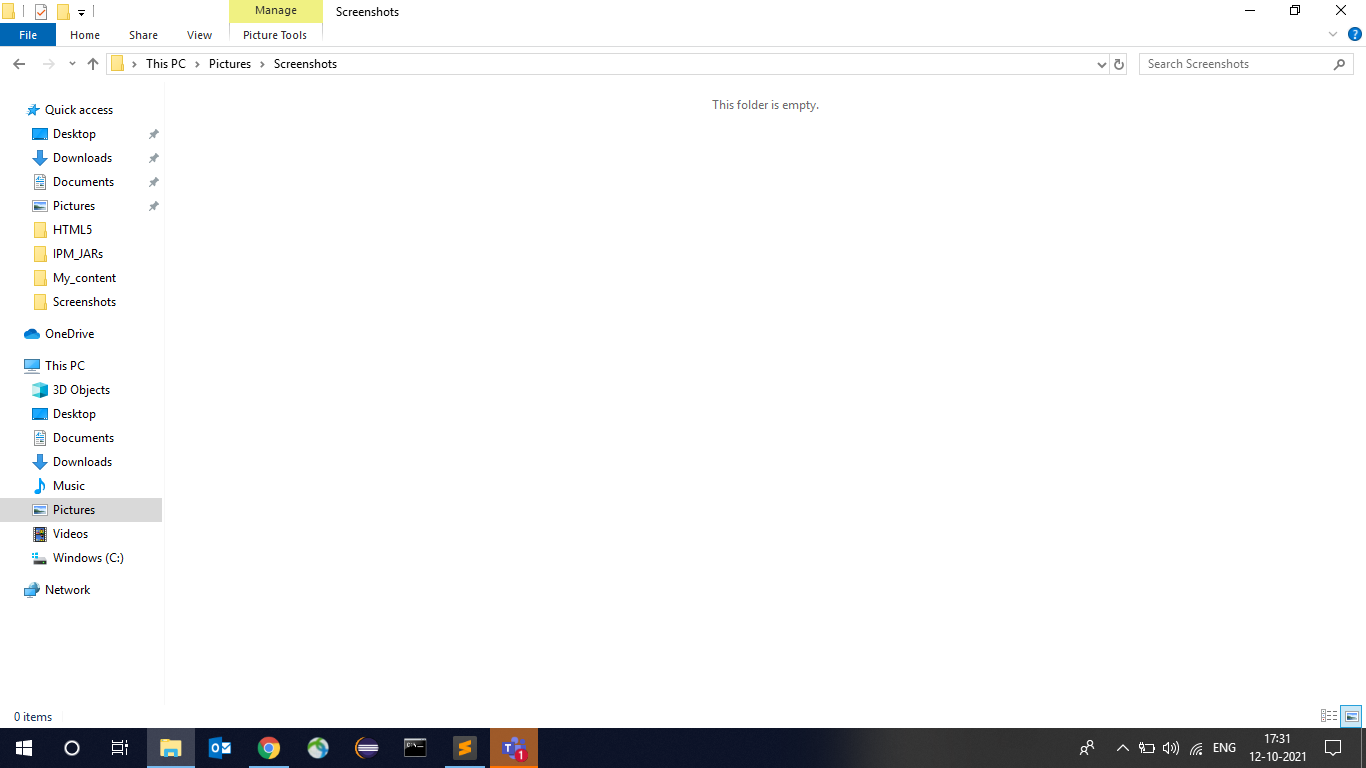 Manage
Screenshots
File
Home
Share
View
Picture Tools
?
This PC
Pictures
Screenshots
Search Screenshots
Quick access
Desktop
Downloads
Documents
Pictures
HTML5
IPM_JARs
My_content
Screenshots
OneDrive
This PC
3D Objects
Desktop
Documents
Downloads
Music
Pictures
Videos
Windows (C:)
Network
This folder is empty.
0 items
1
ENG
17:31
12-10-2021